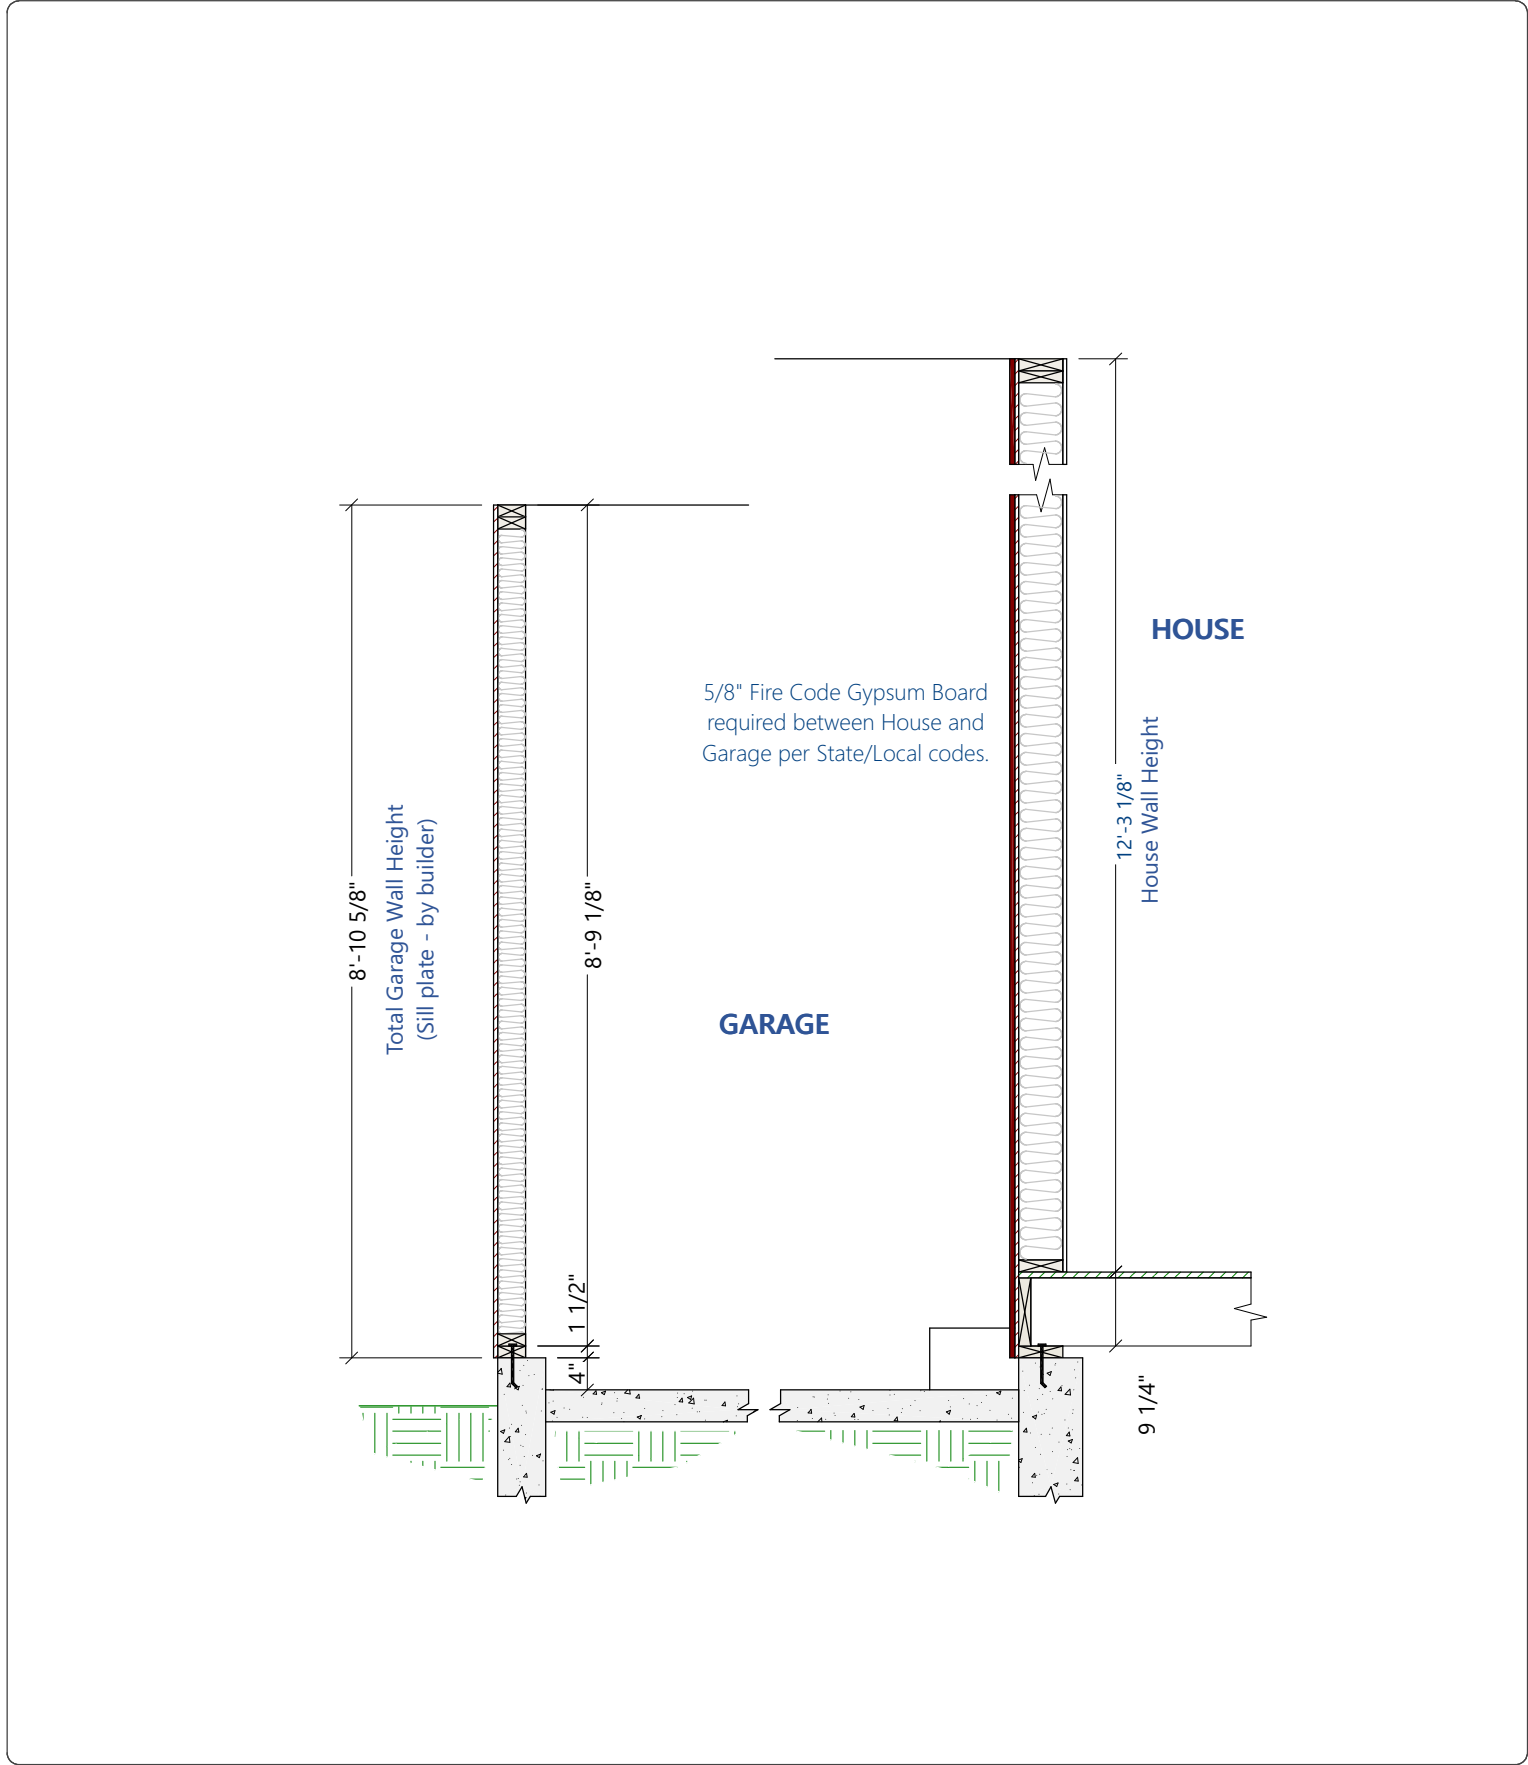 HOUSE
5/8" Fire Code Gypsum Board
required between House and
Garage per State/Local codes.
12'-3 1/8"
House Wall Height
8'-10 5/8"
Total Garage Wall Height
(Sill plate - by builder)
8'-9 1/8"
GARAGE
1 1/2"
4"
9 1/4"